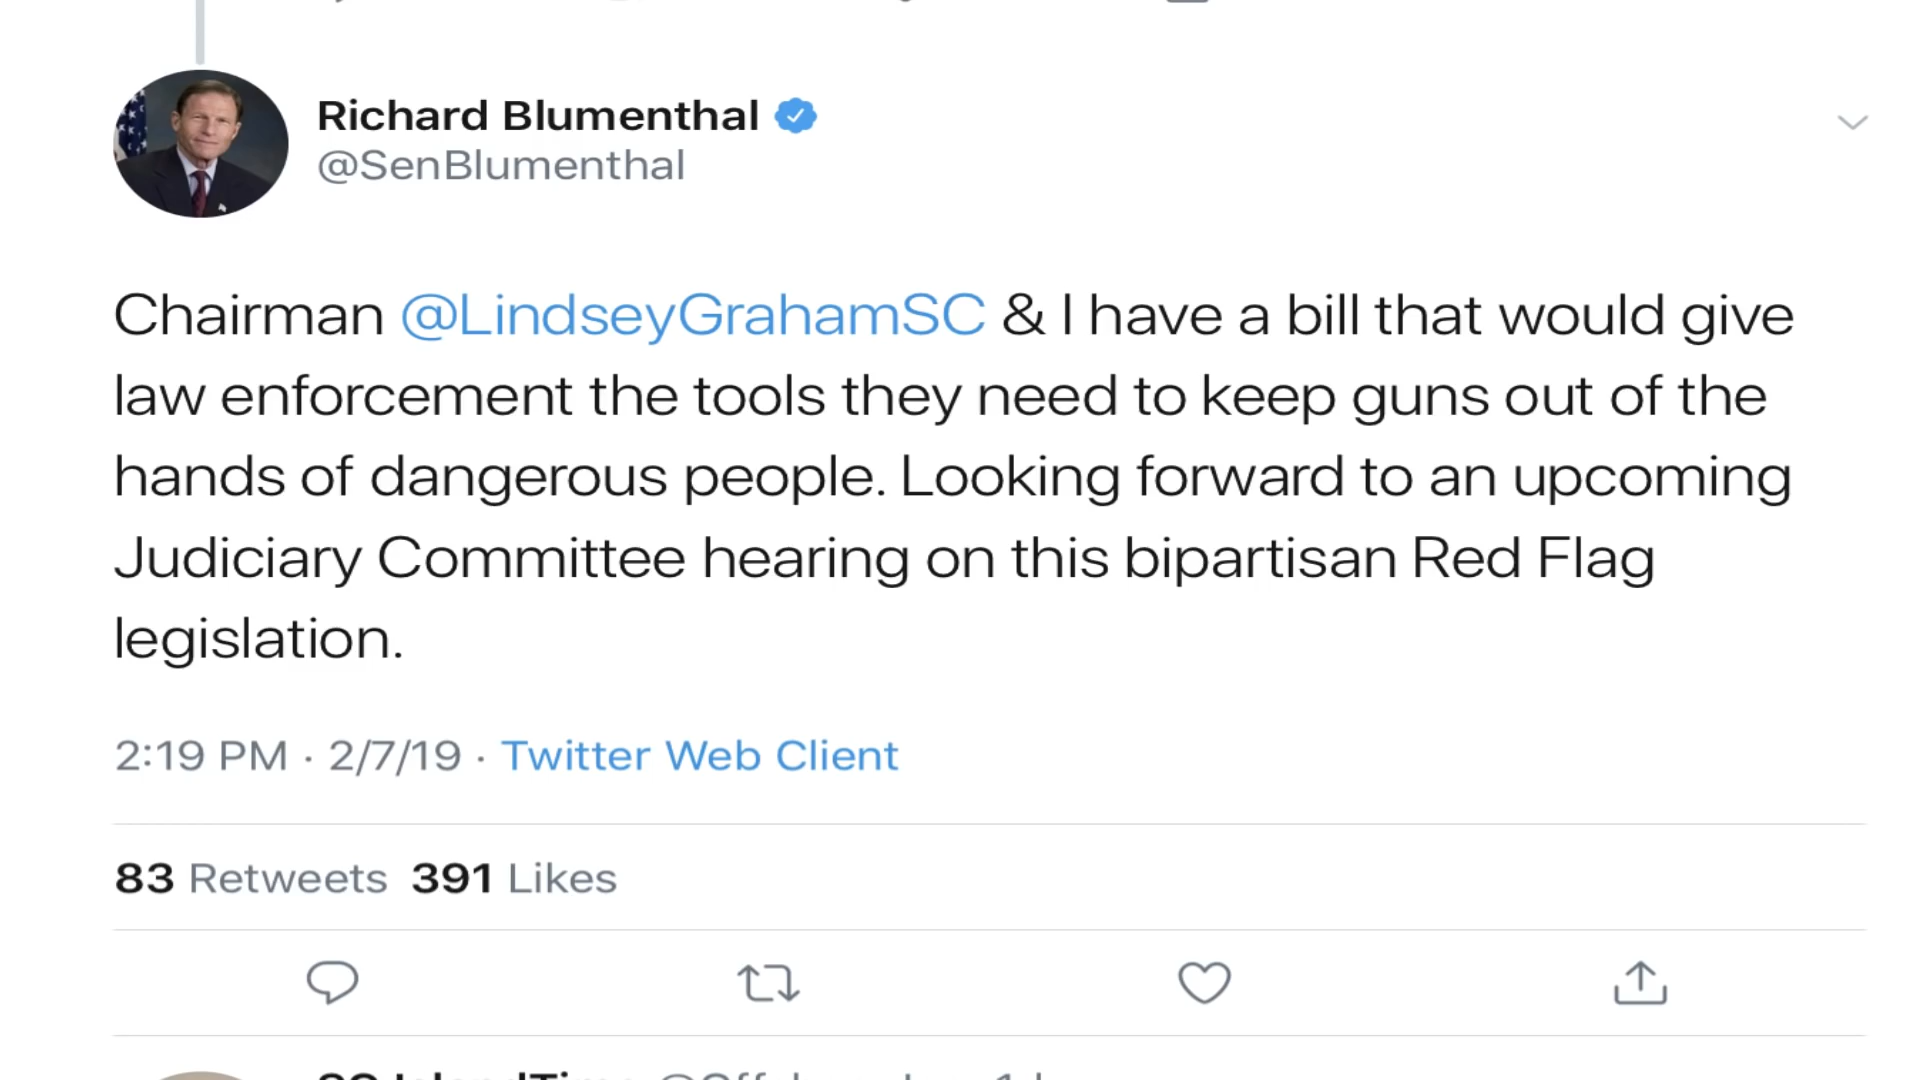 Richard Blumenthal
@SenBlumenthal
Chairman @LindseyGrahamSC & I have a bill that would give
law enforcement the tools they need to keep guns out of the
hands of dangerous people. Looking forward to an upcoming
Judiciary Committee hearing on this bipartisan Red Flag
legislation.
2:19 PM · 2/7/19 · Twitter Web Client
83 Retweets 391 Likes